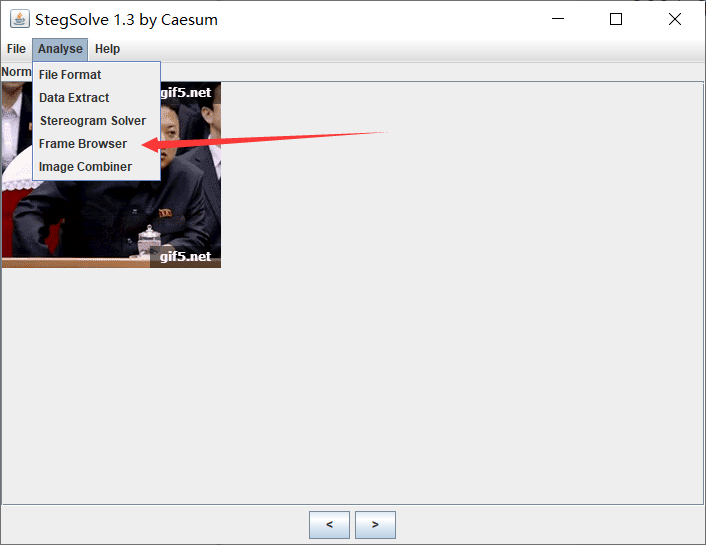 StegSolve 1.3 by Caesum
File Analyse Help
Norm
File Format
Data Extract
Stereogram Solver
Frame Browser
Image Combiner
gif5.net
gif5.net
< >